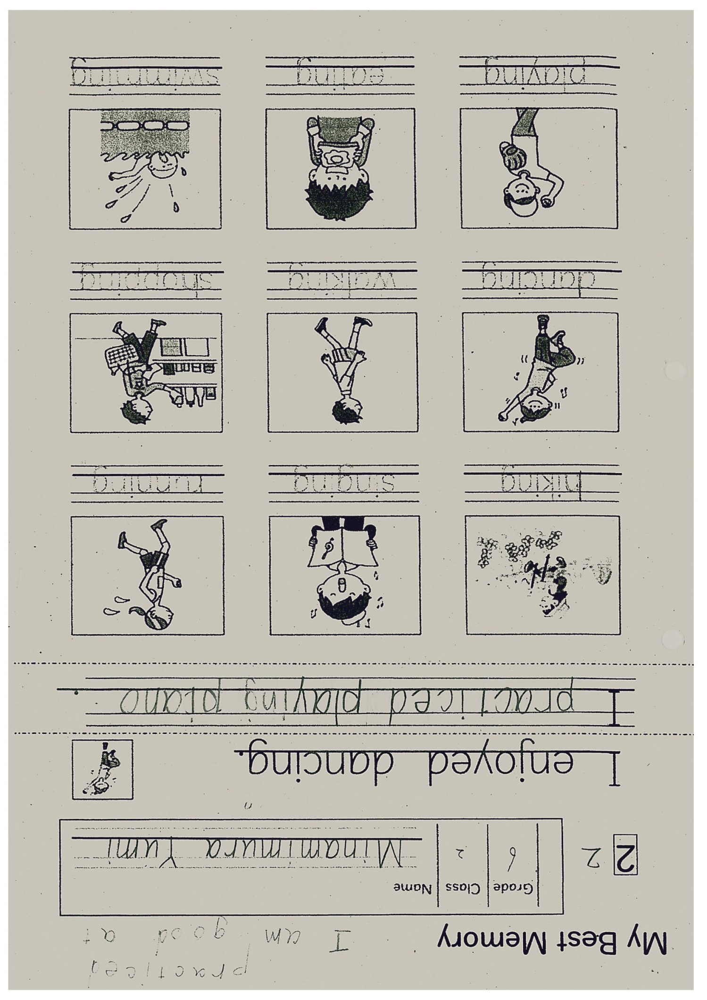 practiced
My Best Memory I am good at
Grade Class Name
2 2 6 2 Minamimura Yumi
I enjoyed dancing.
I practiced playing piano.
hiking singing running
dancing walking shopping
playing eating swimming